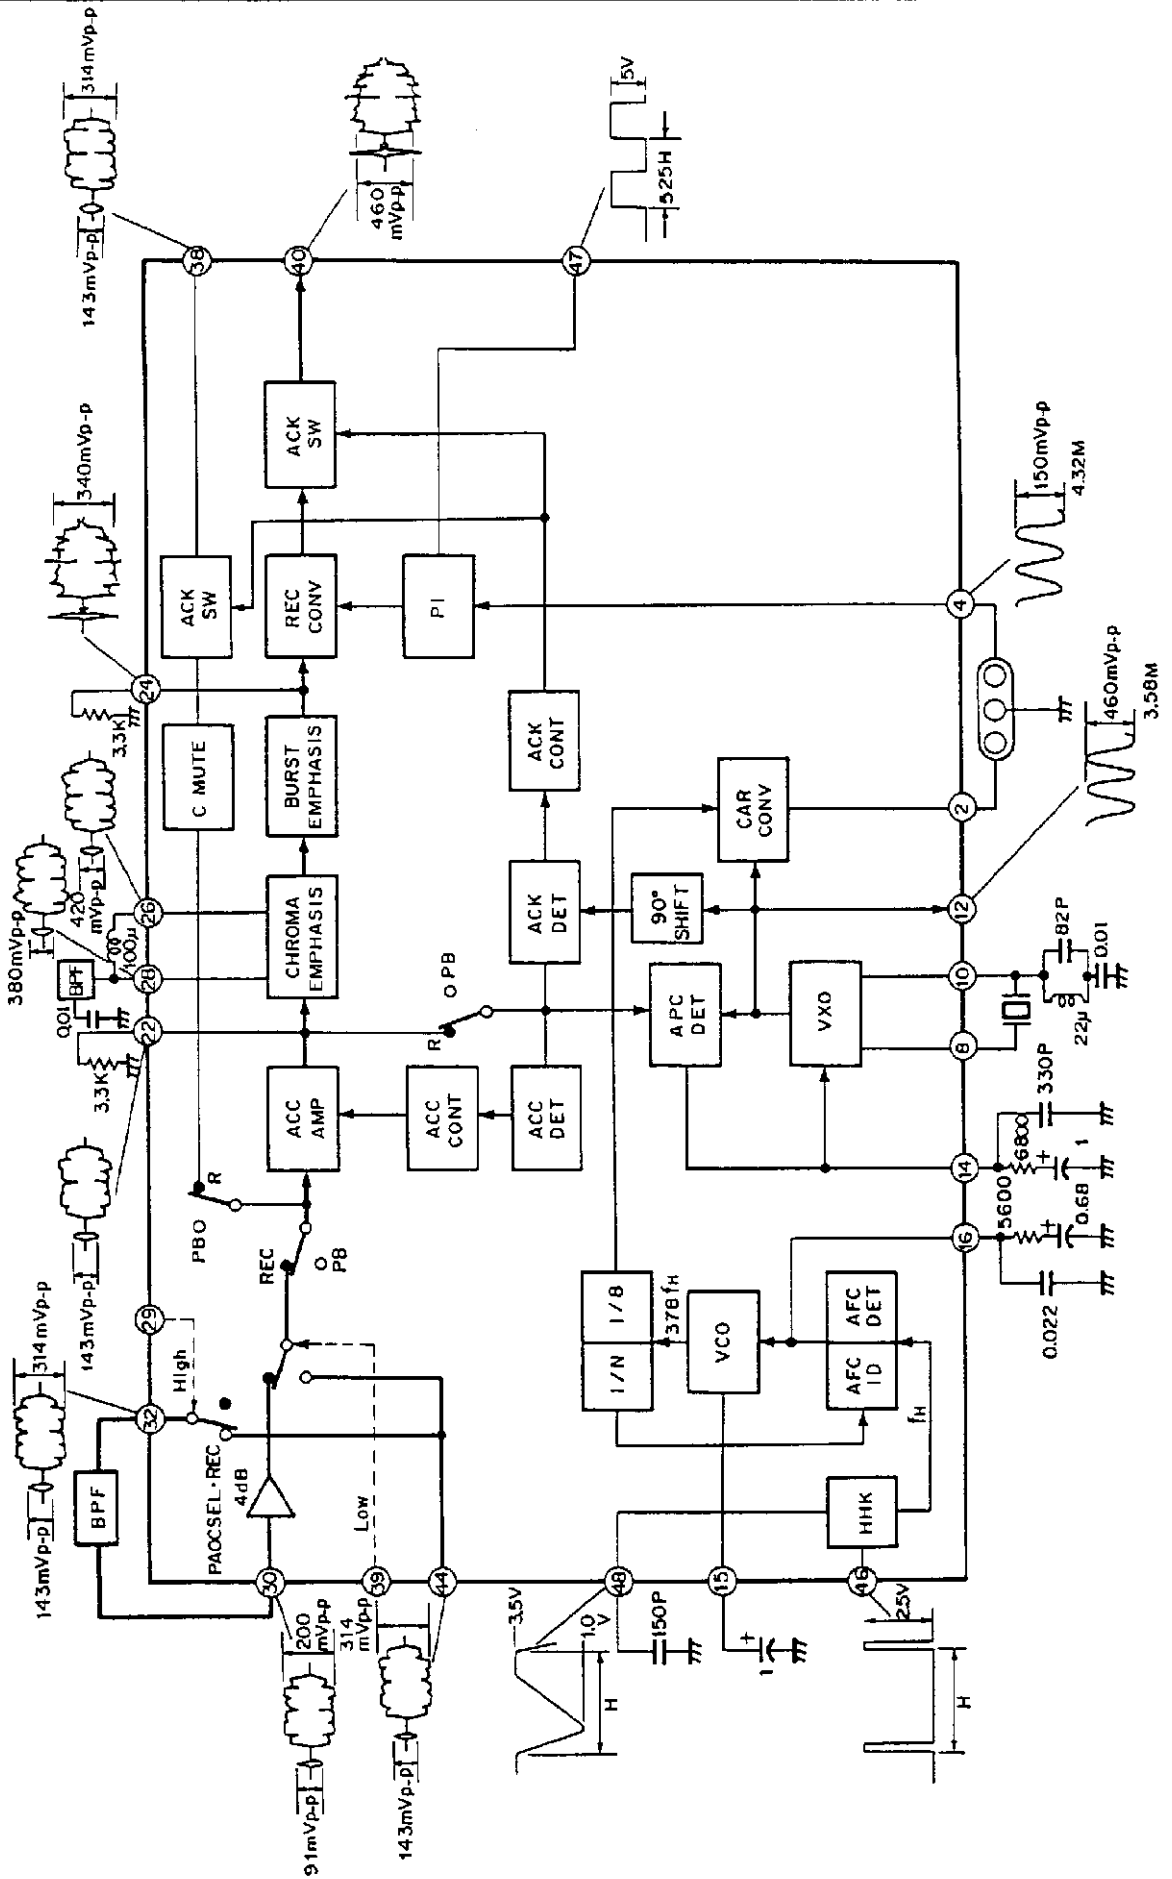 143mVp-p
314mVp-p
BPF
32
29
High
PAOCSEL·REC
4dB
30
200
mVp-p
91mVp-p
Low
39
314
mVp-p
143mVp-p
44
REC
PB
PBO
R
143mVp-p
3.3K
22
0.01
BPF
28
100μ
26
380mVp-p
420
mVp-p
3.3K
24
340mVp-p
143mVp-p
314mVp-p
38
460
mVp-p
40
47
5V
525H
ACC
AMP
ACC
CONT
ACC
DET
R
O PB
CHROMA
EMPHASIS
BURST
EMPHASIS
C MUTE
ACK
SW
REC
CONV
ACK
SW
PI
ACK
DET
ACK
CONT
90°
SHIFT
CAR
CONV
APC
DET
VXO
1/N
1/8
378fH
VCO
AFC
ID
AFC
DET
fH
HHK
48
3.5V
1.0
V
H
150P
15
1
+
46
2.5V
H
16
5600
+
0.68
0.022
14
6800
+
1
330P
8
10
22μ
82P
0.01
12
460mVp-p
3.58M
2
4
150mVp-p
4.32M